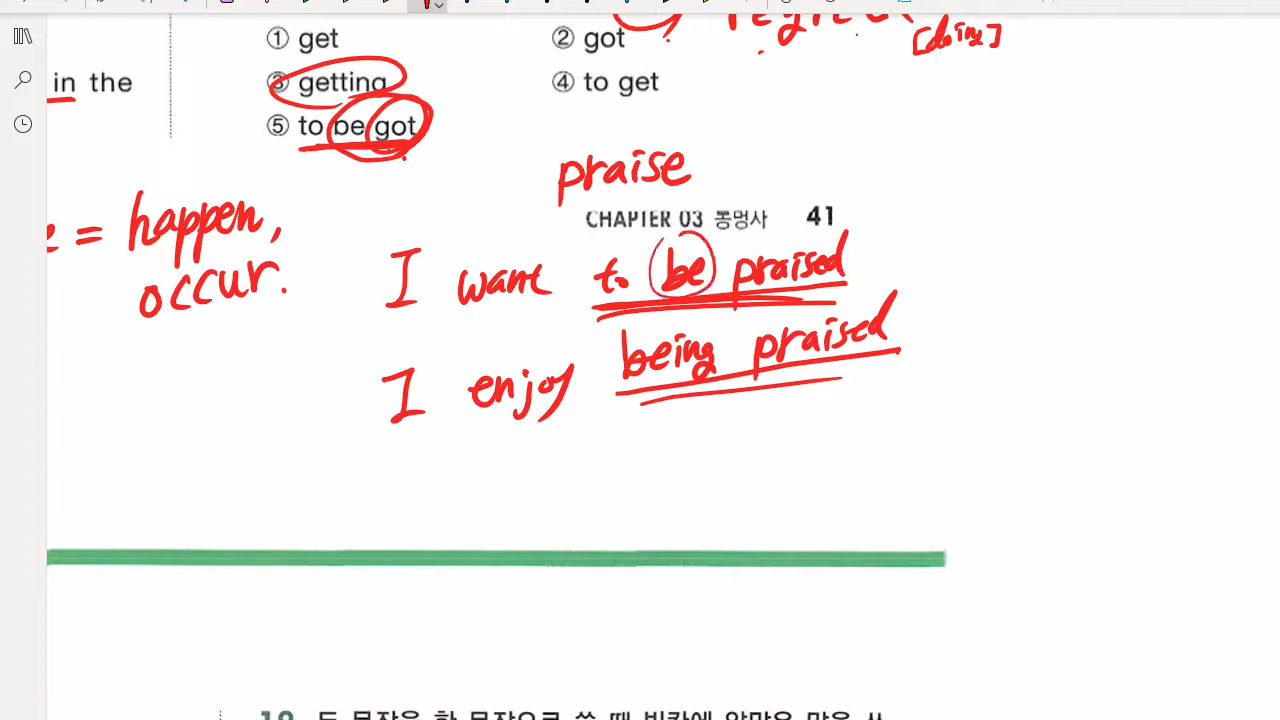 [doing]
① get ② got
in the
③ getting ④ to get
⑤ to be got
praise
= happen,
occur.
CHAPTER 03 동명사 41
I want to be praised
I enjoy being praised